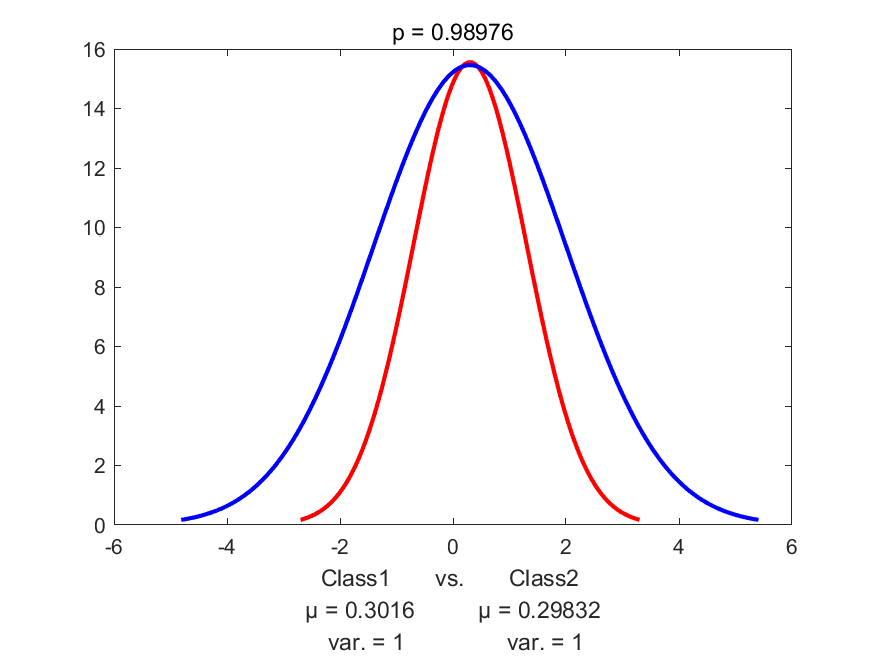 p = 0.98976
16
14
12
10
8
6
4
2
0
-6 -4 -2 0 2 4 6
Class1 vs. Class2
μ = 0.3016 μ = 0.29832
var. = 1 var. = 1